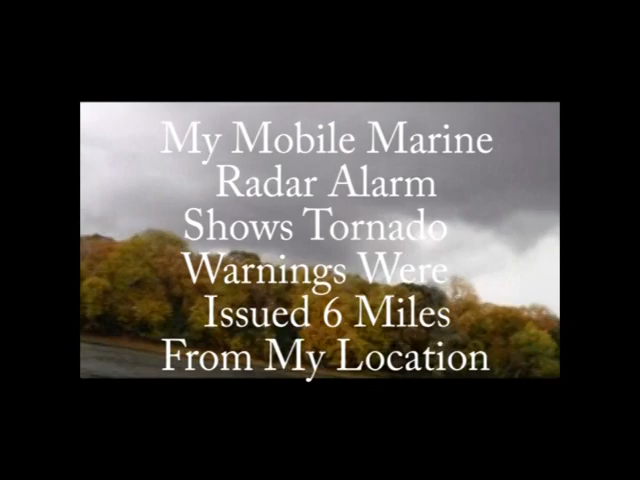 My Mobile Marine
Radar Alarm
Shows Tornado
Warnings Were
Issued 6 Miles
From My Location